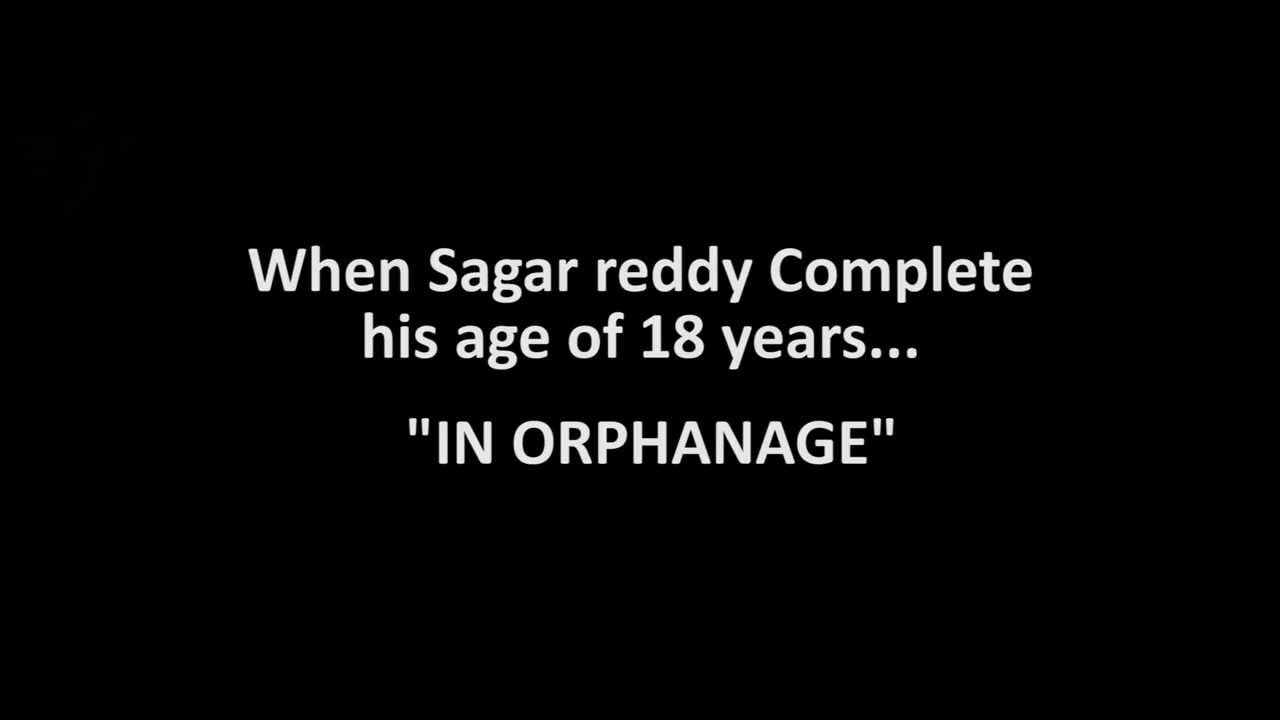 When Sagar reddy Complete
his age of 18 years...
"IN ORPHANAGE"